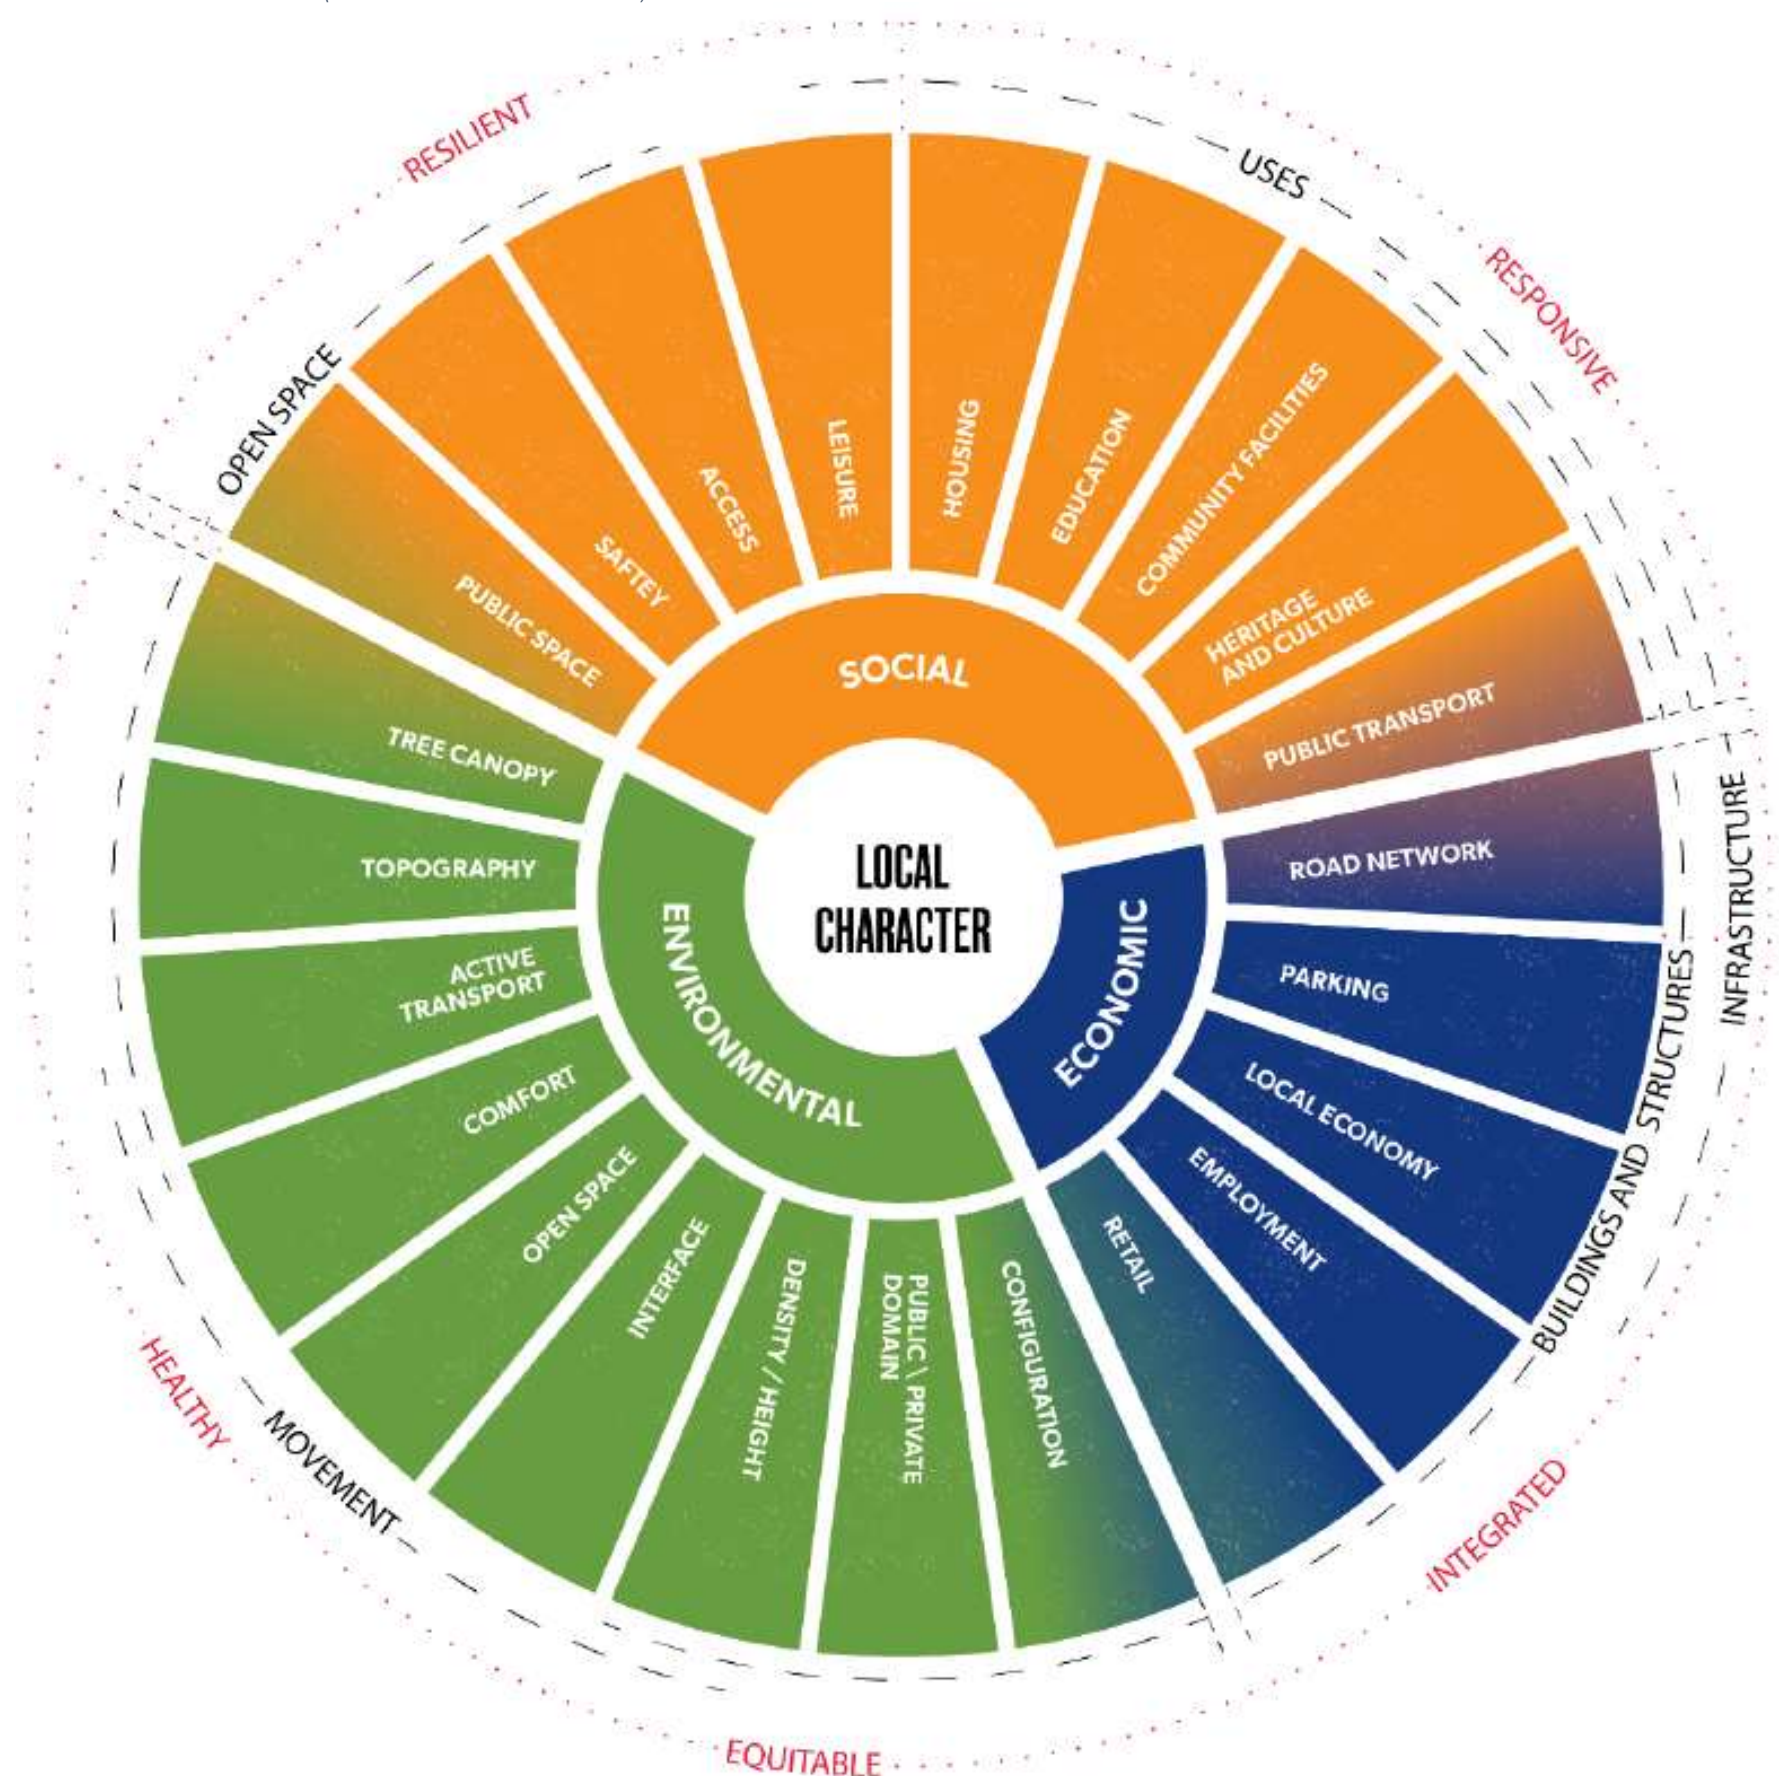 RESILIENT
USES
RESPONSIVE
OPEN SPACE
INFRASTRUCTURE
BUILDINGS AND STRUCTURES
INTEGRATED
EQUITABLE
MOVEMENT
HEALTHY
LEISURE
HOUSING
EDUCATION
COMMUNITY FACILITIES
HERITAGE
AND CULTURE
PUBLIC TRANSPORT
ROAD NETWORK
PARKING
LOCAL ECONOMY
EMPLOYMENT
RETAIL
CONFIGURATION
PUBLIC \ PRIVATE
DOMAIN
DENSITY / HEIGHT
INTERFACE
OPEN SPACE
COMFORT
ACTIVE
TRANSPORT
TOPOGRAPHY
TREE CANOPY
PUBLIC SPACE
SAFTEY
ACCESS
SOCIAL
ECONOMIC
ENVIRONMENTAL
LOCAL
CHARACTER